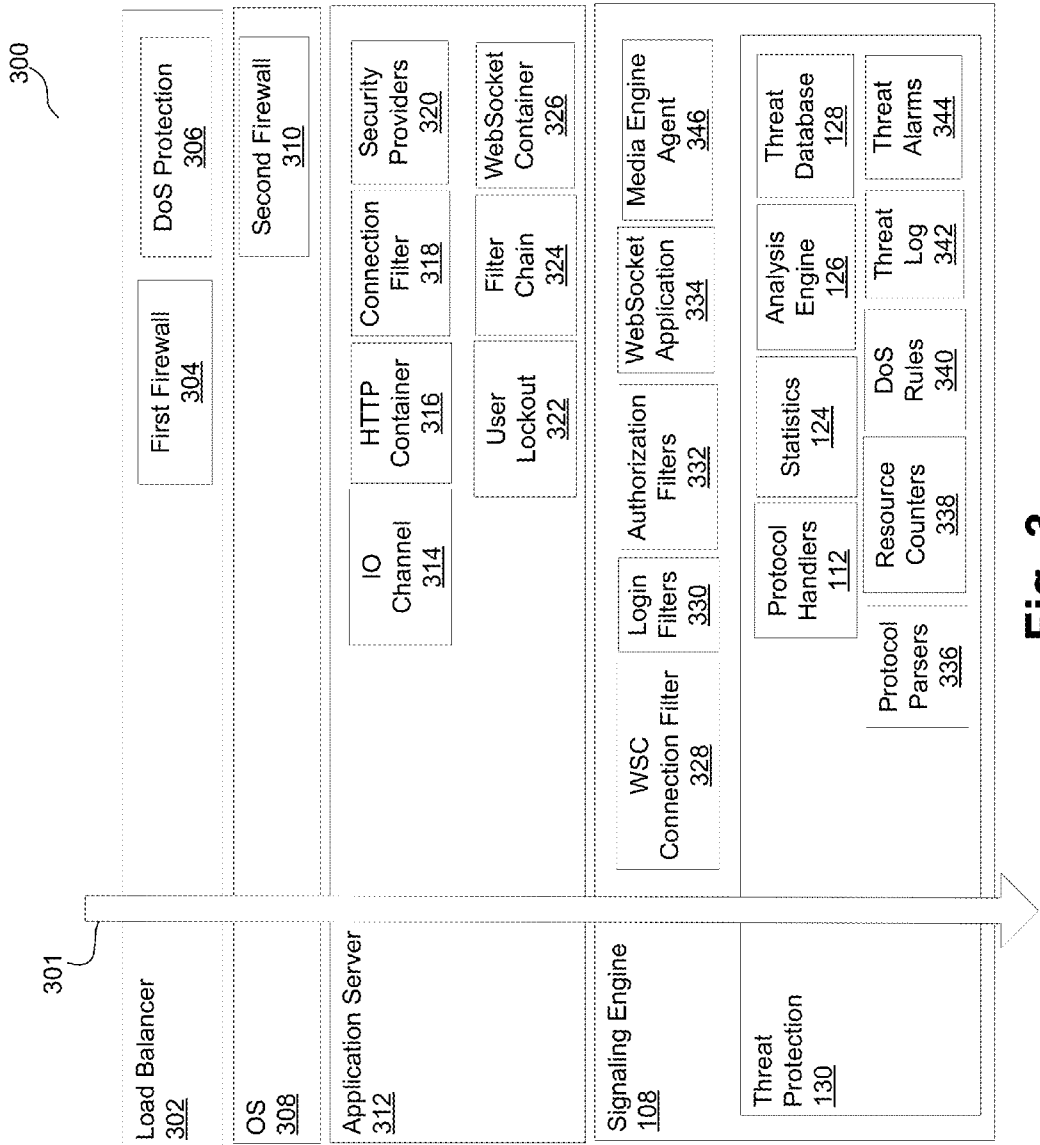 300
301
Load Balancer
302
First Firewall
304
DoS Protection
306
OS
308
Second Firewall
310
Application Server
312
IO
Channel
314
HTTP
Container
316
Connection
Filter
318
Security
Providers
320
User
Lockout
322
Filter
Chain
324
WebSocket
Container
326
Signaling Engine
108
WSC
Connection Filter
328
Login
Filters
330
Authorization
Filters
332
WebSocket
Application
334
Media Engine
Agent
346
Threat
Protection
130
Protocol
Handlers
112
Statistics
124
Analysis
Engine
126
Threat
Database
128
Protocol
Parsers
336
Resource
Counters
338
DoS
Rules
340
Threat
Log
342
Threat
Alarms
344
Fig.